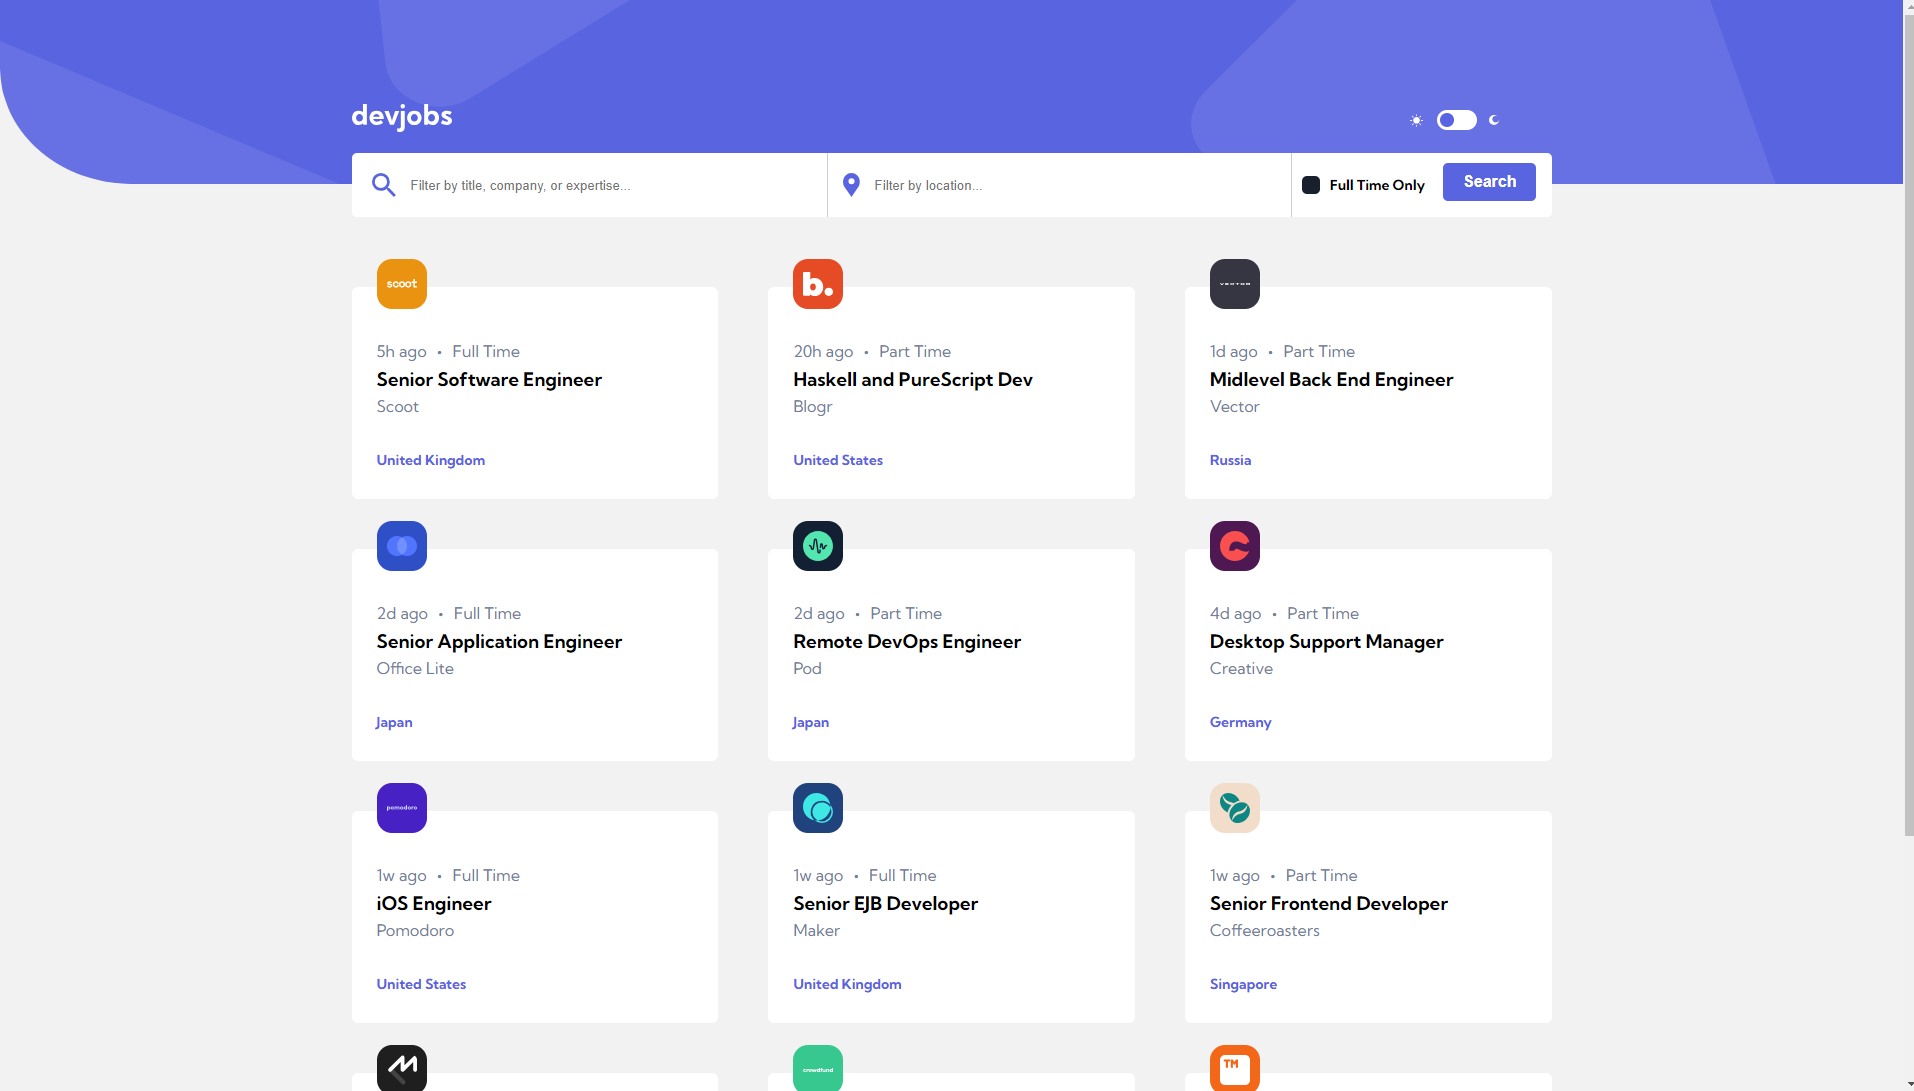 devjobs
Filter by title, company, or expertise...
Filter by location...
Full Time Only
Search
scoot
5h ago • Full Time
Senior Software Engineer
Scoot
United Kingdom
b.
20h ago • Part Time
Haskell and PureScript Dev
Blogr
United States
VECTOR
1d ago • Part Time
Midlevel Back End Engineer
Vector
Russia
2d ago • Full Time
Senior Application Engineer
Office Lite
Japan
2d ago • Part Time
Remote DevOps Engineer
Pod
Japan
4d ago • Part Time
Desktop Support Manager
Creative
Germany
pomodoro
1w ago • Full Time
iOS Engineer
Pomodoro
United States
1w ago • Full Time
Senior EJB Developer
Maker
United Kingdom
1w ago • Part Time
Senior Frontend Developer
Coffeeroasters
Singapore
crowdfund
TM